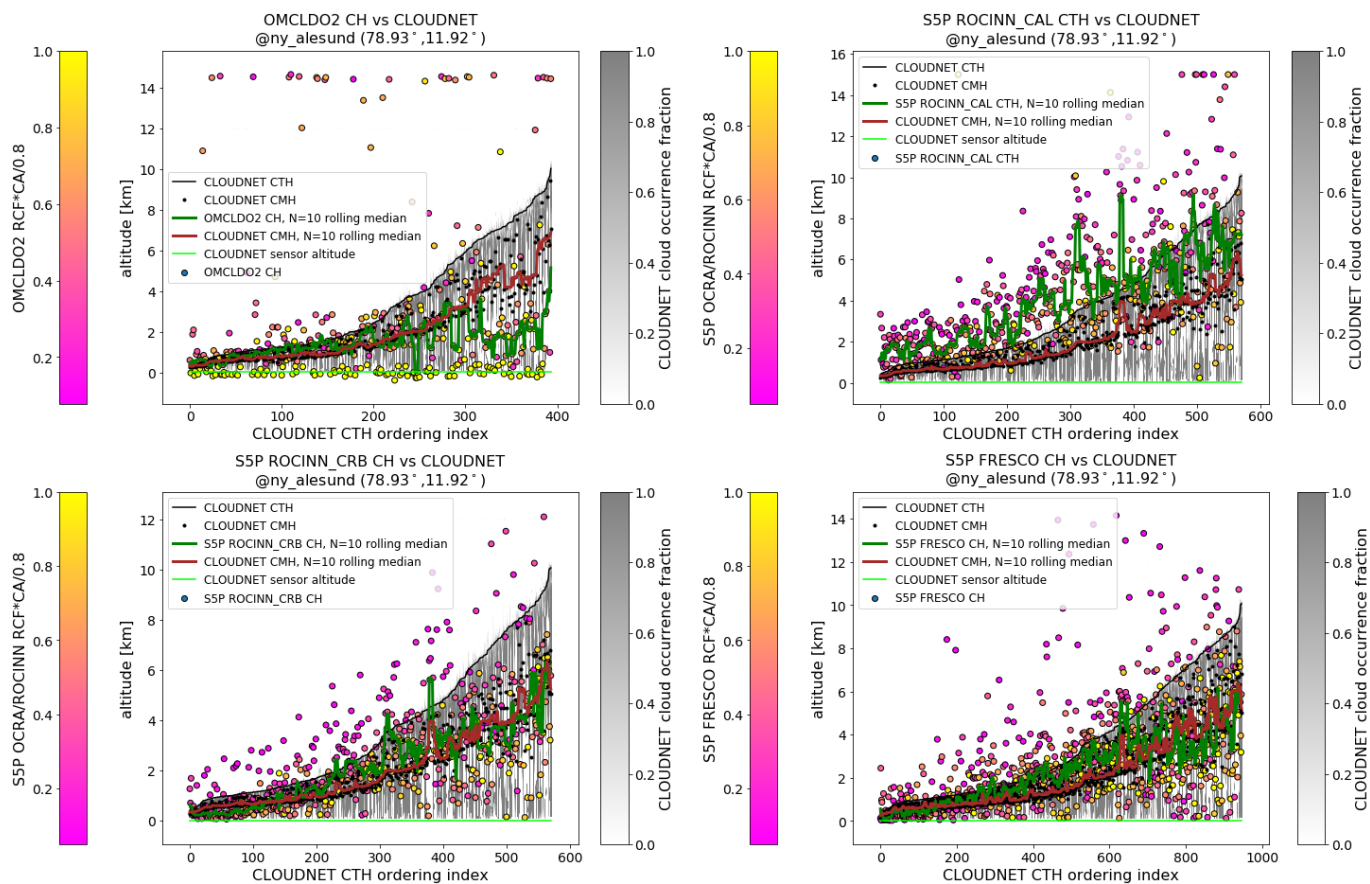 OMCLDO2 CH vs CLOUDNET
@ny_alesund (78.93°,11.92°)
1.0
0.8
0.6
0.4
0.2
OMCLDO2 RCF*CA/0.8
14
12
10
8
6
4
2
0
altitude [km]
CLOUDNET CTH
CLOUDNET CMH
OMCLDO2 CH, N=10 rolling median
CLOUDNET CMH, N=10 rolling median
CLOUDNET sensor altitude
OMCLDO2 CH
0 100 200 300 400
CLOUDNET CTH ordering index
1.0
0.8
0.6
0.4
0.2
0.0
CLOUDNET cloud occurrence fraction
S5P ROCINN_CAL CTH vs CLOUDNET
@ny_alesund (78.93°,11.92°)
1.0
0.8
0.6
0.4
0.2
S5P OCRA/ROCINN RCF*CA/0.8
16
14
12
10
8
6
4
2
0
altitude [km]
CLOUDNET CTH
CLOUDNET CMH
S5P ROCINN_CAL CTH, N=10 rolling median
CLOUDNET CMH, N=10 rolling median
CLOUDNET sensor altitude
S5P ROCINN_CAL CTH
0 100 200 300 400 500 600
CLOUDNET CTH ordering index
1.0
0.8
0.6
0.4
0.2
0.0
CLOUDNET cloud occurrence fraction
S5P ROCINN_CRB CH vs CLOUDNET
@ny_alesund (78.93°,11.92°)
1.0
0.8
0.6
0.4
0.2
S5P OCRA/ROCINN RCF*CA/0.8
12
10
8
6
4
2
0
altitude [km]
CLOUDNET CTH
CLOUDNET CMH
S5P ROCINN_CRB CH, N=10 rolling median
CLOUDNET CMH, N=10 rolling median
CLOUDNET sensor altitude
S5P ROCINN_CRB CH
0 100 200 300 400 500 600
CLOUDNET CTH ordering index
1.0
0.8
0.6
0.4
0.2
0.0
CLOUDNET cloud occurrence fraction
S5P FRESCO CH vs CLOUDNET
@ny_alesund (78.93°,11.92°)
1.0
0.8
0.6
0.4
0.2
S5P FRESCO RCF*CA/0.8
14
12
10
8
6
4
2
0
altitude [km]
CLOUDNET CTH
CLOUDNET CMH
S5P FRESCO CH, N=10 rolling median
CLOUDNET CMH, N=10 rolling median
CLOUDNET sensor altitude
S5P FRESCO CH
0 200 400 600 800 1000
CLOUDNET CTH ordering index
1.0
0.8
0.6
0.4
0.2
0.0
CLOUDNET cloud occurrence fraction